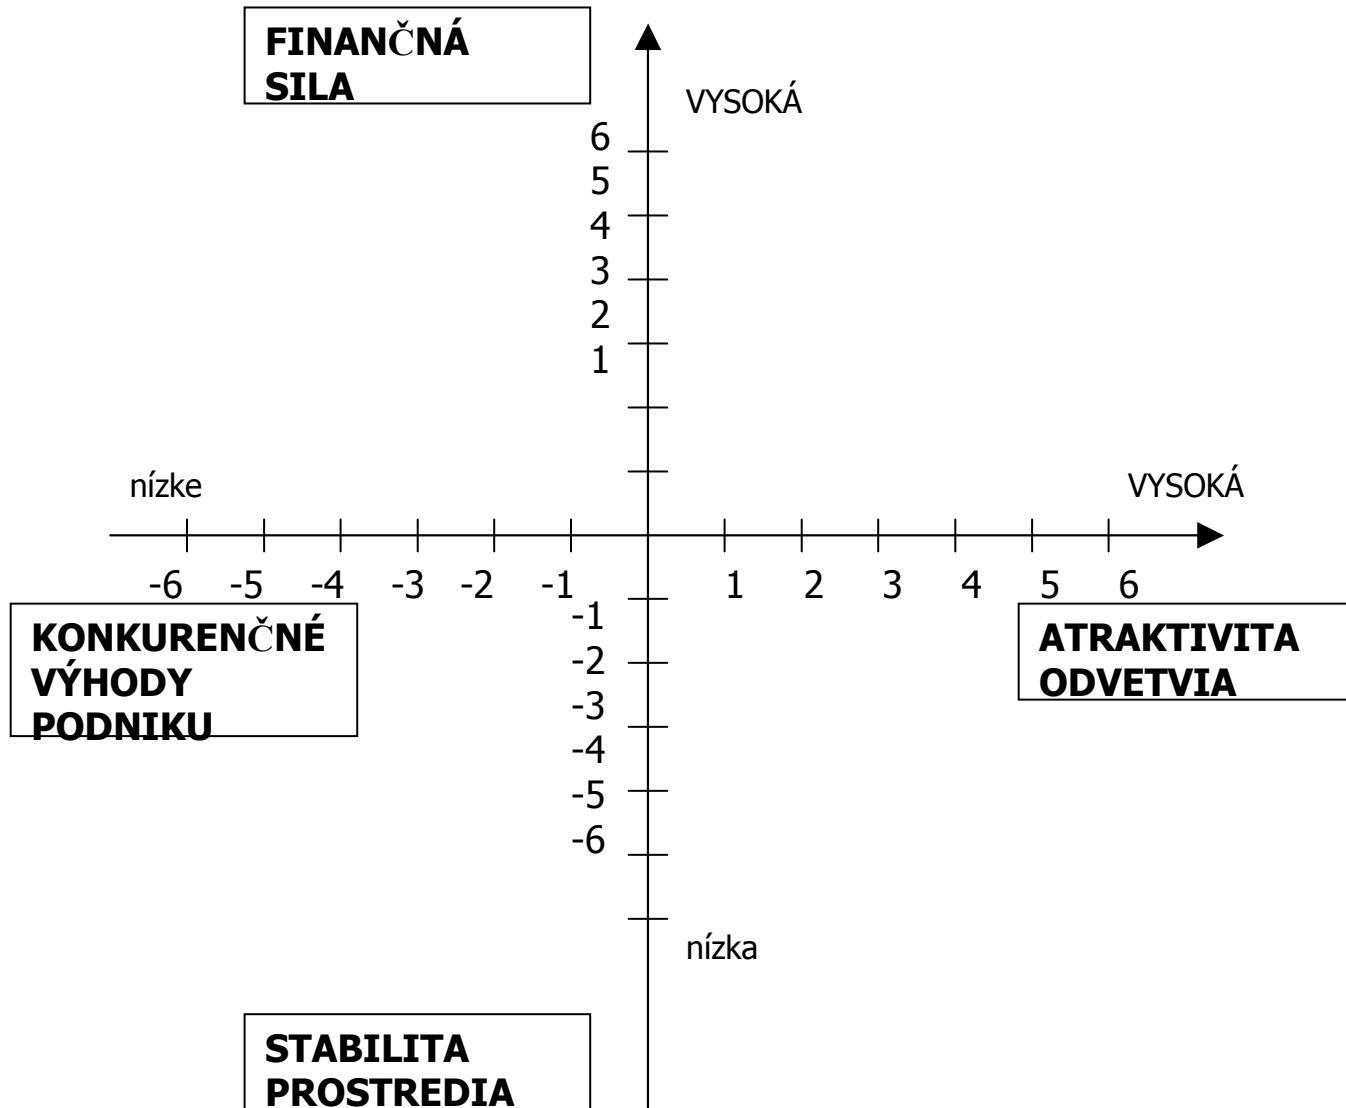 FINANČNÁ
SILA
VYSOKÁ
6
5
4
3
2
1
nízke
VYSOKÁ
-6 -5 -4 -3 -2 -1 1 2 3 4 5 6
-1
-2
-3
-4
-5
-6
KONKURENČNÉ
VÝHODY
PODNIKU
ATRAKTIVITA
ODVETVIA
nízka
STABILITA
PROSTREDIA